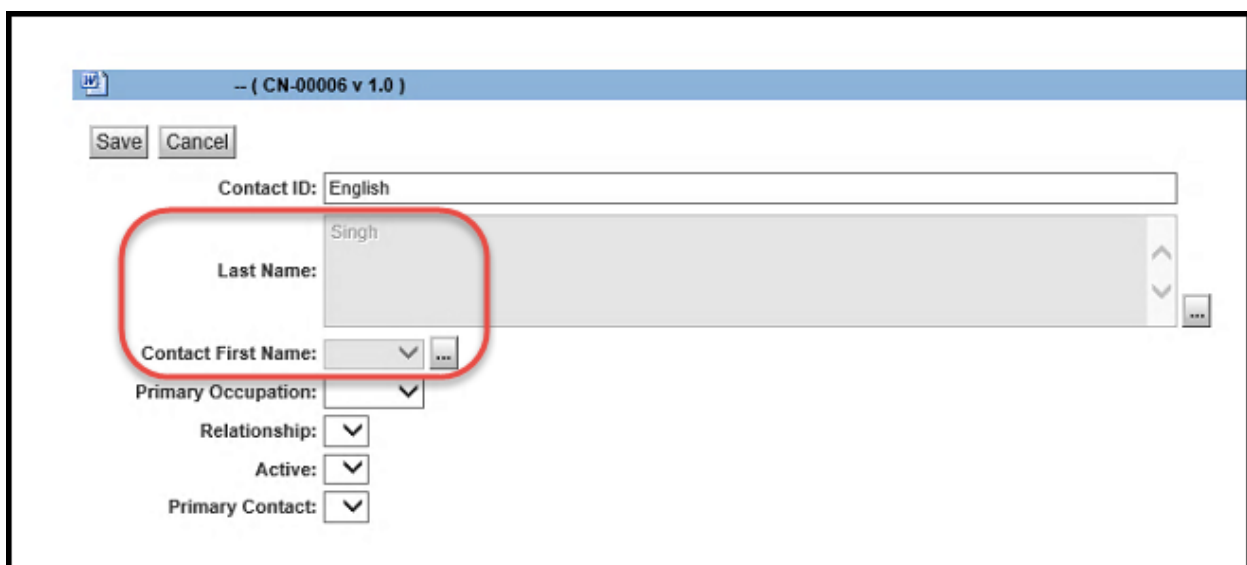 -- ( CN-00006 v 1.0 )
Save Cancel
Contact ID: English
Singh
Last Name:
...
Contact First Name: ...
Primary Occupation:
Relationship:
Active:
Primary Contact: